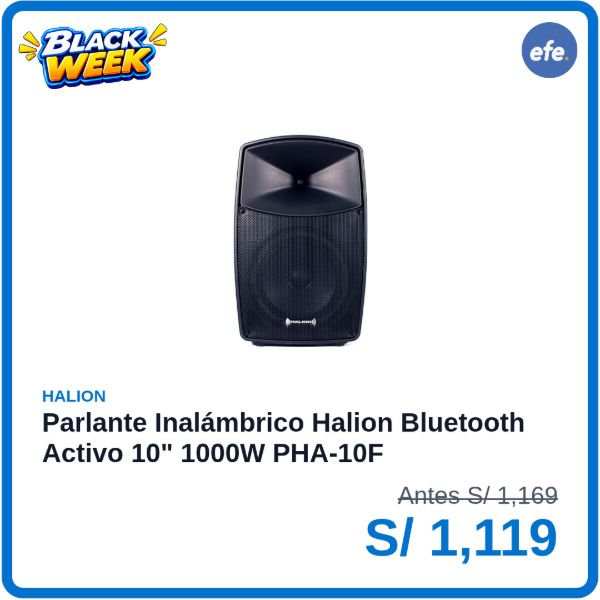 BLACK
WEEK
efe.
HALION
HALION
Parlante Inalámbrico Halion Bluetooth
Activo 10" 1000W PHA-10F
Antes S/ 1,169
S/ 1,119